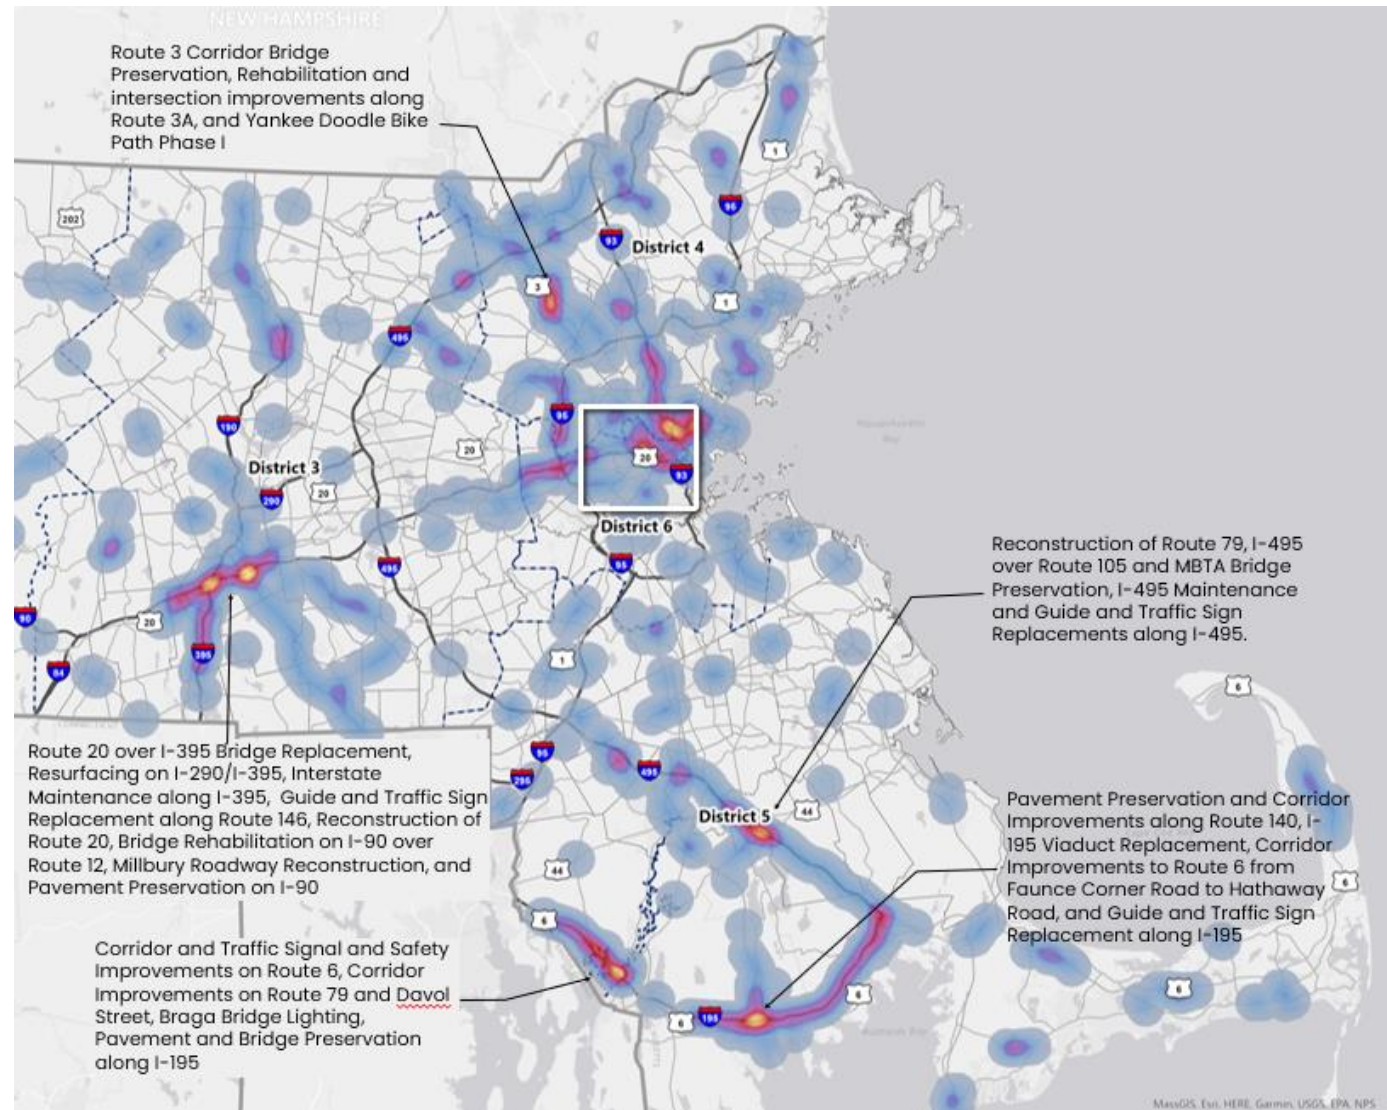 NEW HAMPSHIRE
Route 3 Corridor Bridge
Preservation, Rehabilitation and
intersection improvements along
Route 3A, and Yankee Doodle Bike
Path Phase I
1
202
95
93
District 4
3
1
495
95
190
20
20
District 3
20
93
290
District 6
495
95
90
20
395
84
1
Reconstruction of Route 79, I-495
over Route 105 and MBTA Bridge
Preservation, I-495 Maintenance
and Guide and Traffic Sign
Replacements along I-495.
6
Route 20 over I-395 Bridge Replacement,
Resurfacing on I-290/I-395, Interstate
Maintenance along I-395, Guide and Traffic Sign
Replacement along Route 146, Reconstruction of
Route 20, Bridge Rehabilitation on I-90 over
Route 12, Millbury Roadway Reconstruction, and
Pavement Preservation on I-90
95
295
495
District 5
44
44
6
Pavement Preservation and Corridor
Improvements along Route 140, I-
195 Viaduct Replacement, Corridor
Improvements to Route 6 from
Faunce Corner Road to Hathaway
Road, and Guide and Traffic Sign
Replacement along I-195
6
Corridor and Traffic Signal and Safety
Improvements on Route 6, Corridor
Improvements on Route 79 and Davol
Street, Braga Bridge Lighting,
Pavement and Bridge Preservation
along I-195
6
195
6
6
MassGIS, Esri, HERE, Garmin, USGS, EPA, NPS